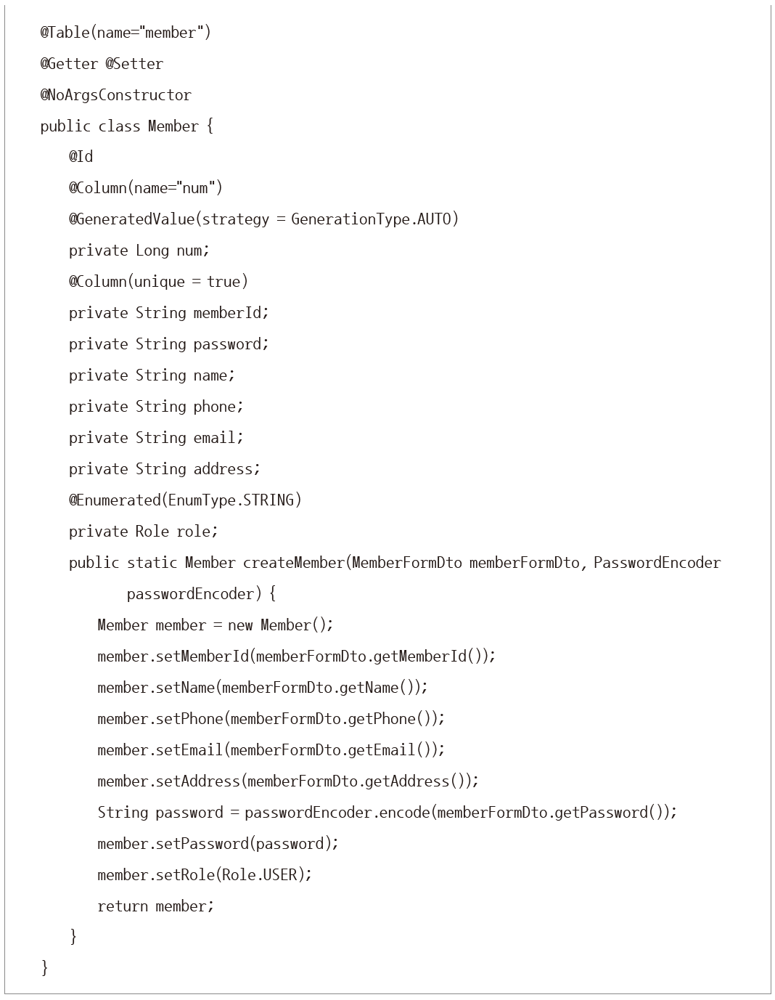 @Table(name="member")
@Getter @Setter
@NoArgsConstructor
public class Member {
@Id
@Column(name="num")
@GeneratedValue(strategy = GenerationType.AUTO)
private Long num;
@Column(unique = true)
private String memberId;
private String password;
private String name;
private String phone;
private String email;
private String address;
@Enumerated(EnumType.STRING)
private Role role;
public static Member createMember(MemberFormDto memberFormDto, PasswordEncoder
passwordEncoder) {
Member member = new Member();
member.setMemberId(memberFormDto.getMemberId());
member.setName(memberFormDto.getName());
member.setPhone(memberFormDto.getPhone());
member.setEmail(memberFormDto.getEmail());
member.setAddress(memberFormDto.getAddress());
String password = passwordEncoder.encode(memberFormDto.getPassword());
member.setPassword(password);
member.setRole(Role.USER);
return member;
}
}